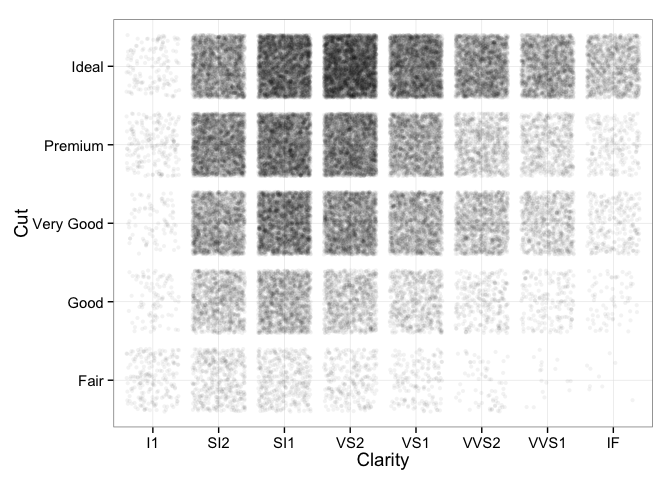 Cut
Ideal
Premium
Very Good
Good
Fair
I1 SI2 SI1 VS2 VS1 VVS2 VVS1 IF
Clarity